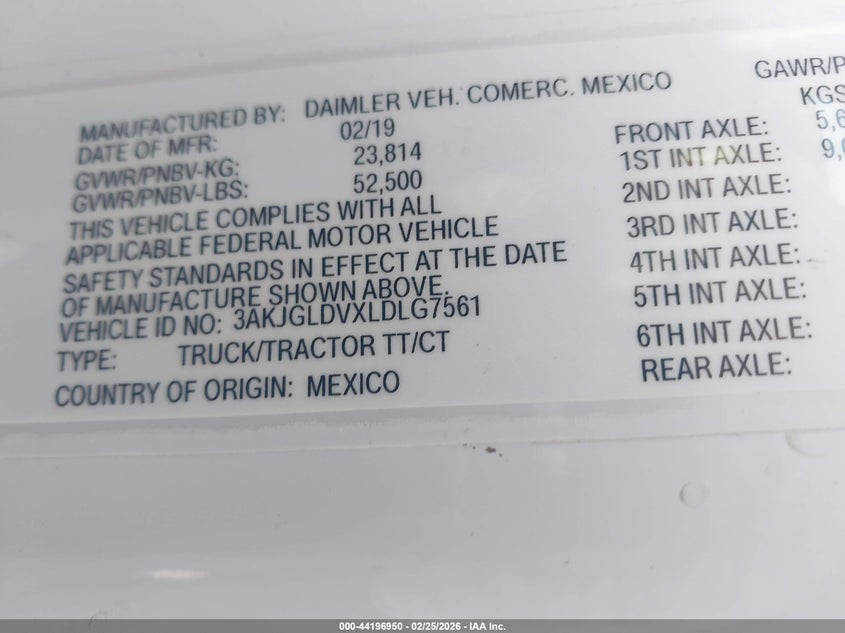 MANUFACTURED BY: DAIMLER VEH. COMERC. MEXICO
DATE OF MFR: 02/19
GVWR/PNBV-KG: 23,814
GVWR/PNBV-LBS: 52,500
THIS VEHICLE COMPLIES WITH ALL
APPLICABLE FEDERAL MOTOR VEHICLE
SAFETY STANDARDS IN EFFECT AT THE DATE
OF MANUFACTURE SHOWN ABOVE.
VEHICLE ID NO: 3AKJGLDVXLDLG7561
TYPE: TRUCK/TRACTOR TT/CT
COUNTRY OF ORIGIN: MEXICO
GAWR/P
KGS
FRONT AXLE: 5,6
1ST INT AXLE: 9,0
2ND INT AXLE:
3RD INT AXLE:
4TH INT AXLE:
5TH INT AXLE:
6TH INT AXLE:
REAR AXLE:
000-44196950 - 02/25/2026 - IAA Inc.